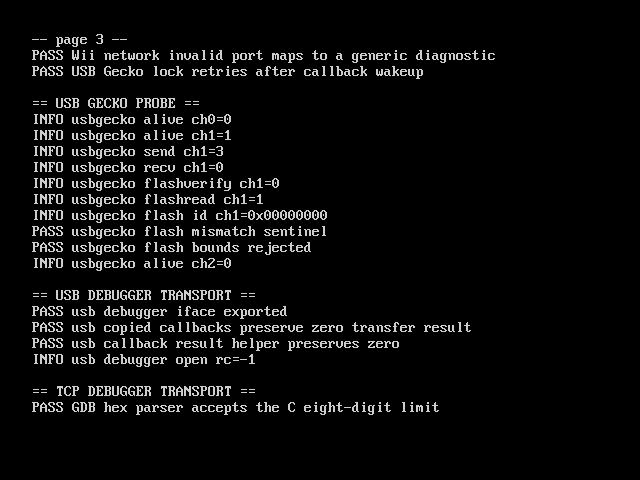 -- page 3 --
PASS Wii network invalid port maps to a generic diagnostic
PASS USB Gecko lock retries after callback wakeup
== USB GECKO PROBE ==
INFO usbgecko alive ch0=0
INFO usbgecko alive ch1=1
INFO usbgecko send ch1=3
INFO usbgecko recv ch1=0
INFO usbgecko flashverify ch1=0
INFO usbgecko flashread ch1=1
INFO usbgecko flash id ch1=0x00000000
PASS usbgecko flash mismatch sentinel
PASS usbgecko flash bounds rejected
INFO usbgecko alive ch2=0
== USB DEBUGGER TRANSPORT ==
PASS usb debugger iface exported
PASS usb copied callbacks preserve zero transfer result
PASS usb callback result helper preserves zero
INFO usb debugger open rc=-1
== TCP DEBUGGER TRANSPORT ==
PASS GDB hex parser accepts the C eight-digit limit